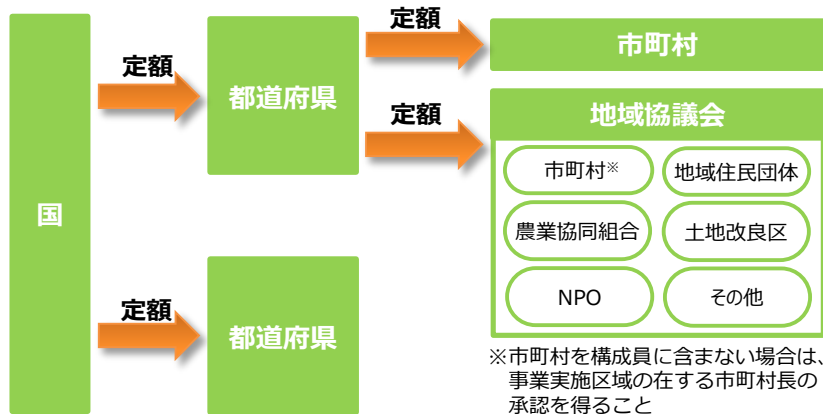 国
定額
都道府県
定額
市町村
定額
地域協議会
市町村※
地域住民団体
農業協同組合
土地改良区
NPO
その他
定額
都道府県
※市町村を構成員に含まない場合は、
事業実施区域の在する市町村長の
承認を得ること